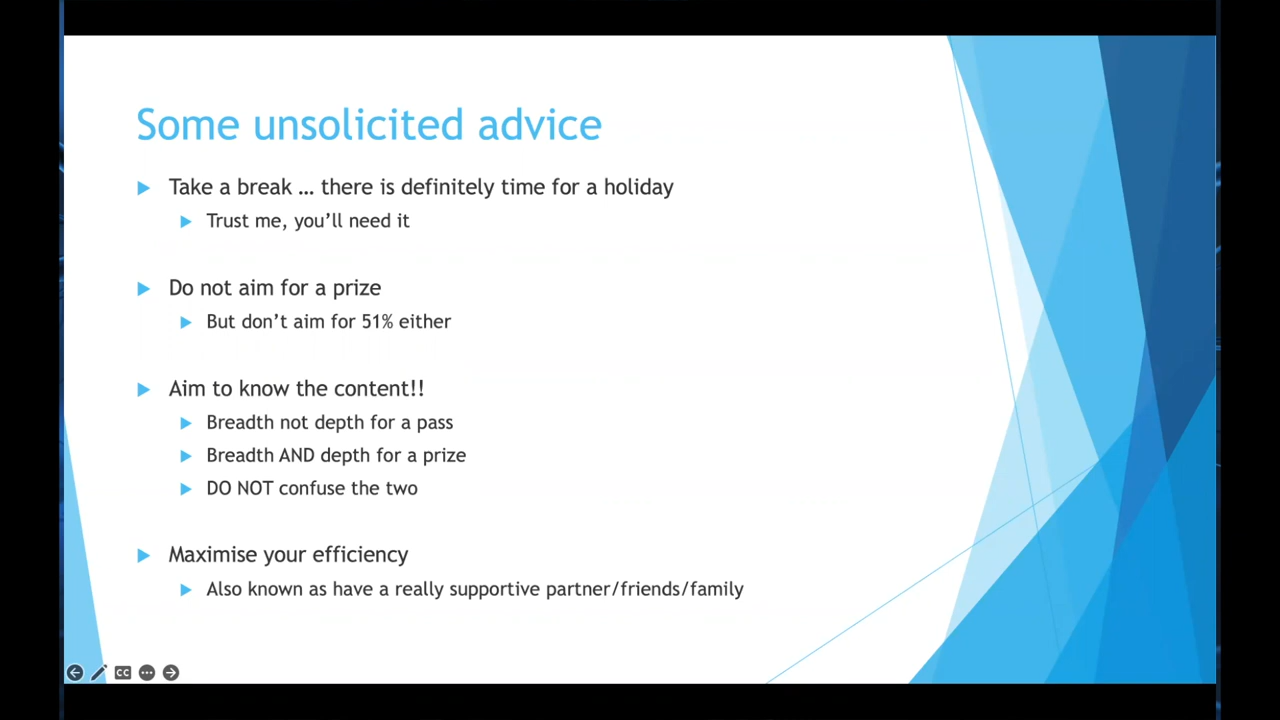 Some unsolicited advice
Take a break … there is definitely time for a holiday
Trust me, you’ll need it
Do not aim for a prize
But don’t aim for 51% either
Aim to know the content!!
Breadth not depth for a pass
Breadth AND depth for a prize
DO NOT confuse the two
Maximise your efficiency
Also known as have a really supportive partner/friends/family
CC